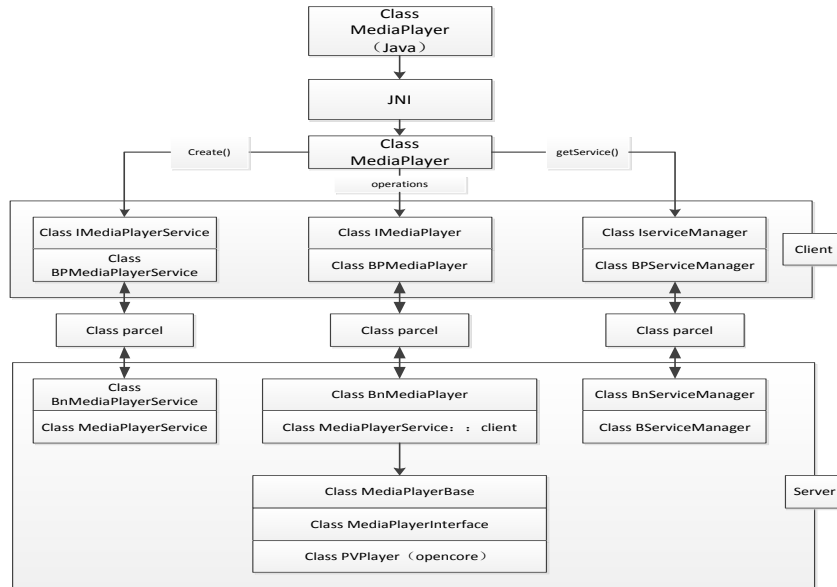 Class
MediaPlayer
（Java）
JNI
Class
MediaPlayer
Create()
getService()
operations
Class IMediaPlayerService
Class
BPMediaPlayerService
Class IMediaPlayer
Class BPMediaPlayer
Class IserviceManager
Class BPServiceManager
Client
Class parcel
Class parcel
Class parcel
Class
BnMediaPlayerService
Class MediaPlayerService
Class BnMediaPlayer
Class MediaPlayerService：：client
Class BnServiceManager
Class BServiceManager
Class MediaPlayerBase
Class MediaPlayerInterface
Class PVPlayer（opencore）
Server